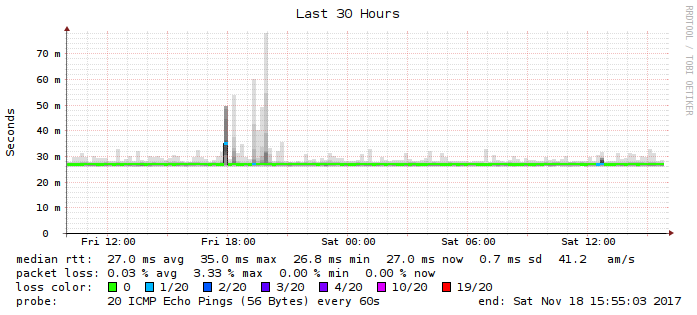 Last 30 Hours
RRDTOOL / TOBI OETIKER
Seconds
70 m
60 m
50 m
40 m
30 m
20 m
10 m
0
Fri 12:00 Fri 18:00 Sat 00:00 Sat 06:00 Sat 12:00
median rtt: 27.0 ms avg 35.0 ms max 26.8 ms min 27.0 ms now 0.7 ms sd 41.2 am/s
packet loss: 0.03 % avg 3.33 % max 0.00 % min 0.00 % now
loss color: 0 1/20 2/20 3/20 4/20 10/20 19/20
probe: 20 ICMP Echo Pings (56 Bytes) every 60s end: Sat Nov 18 15:55:03 2017